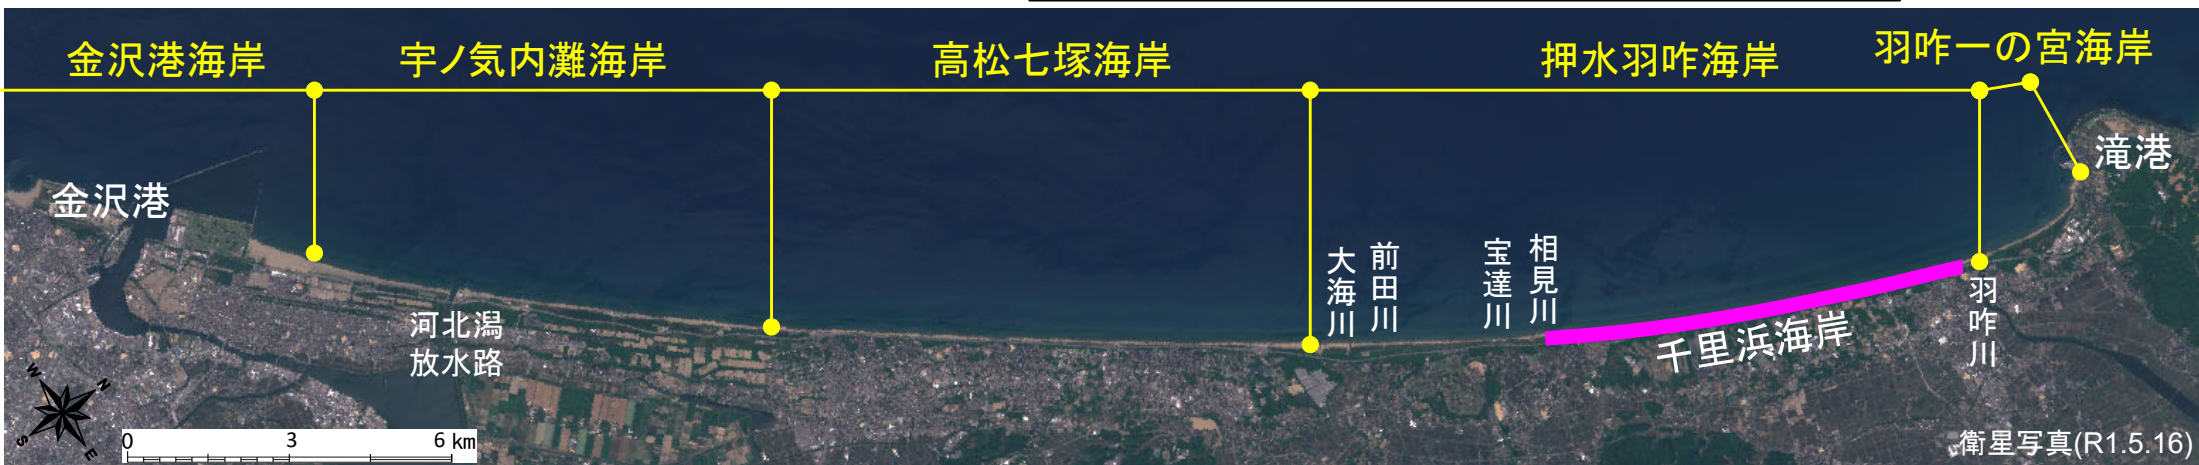 金沢港海岸
宇ノ気内灘海岸
高松七塚海岸
押水羽咋海岸
羽咋一の宮海岸
滝港
金沢港
大海川
前田川
宝達川
相見川
羽咋川
河北潟
放水路
千里浜海岸
W
N
S
E
0 3 6 km
衛星写真(R1.5.16)